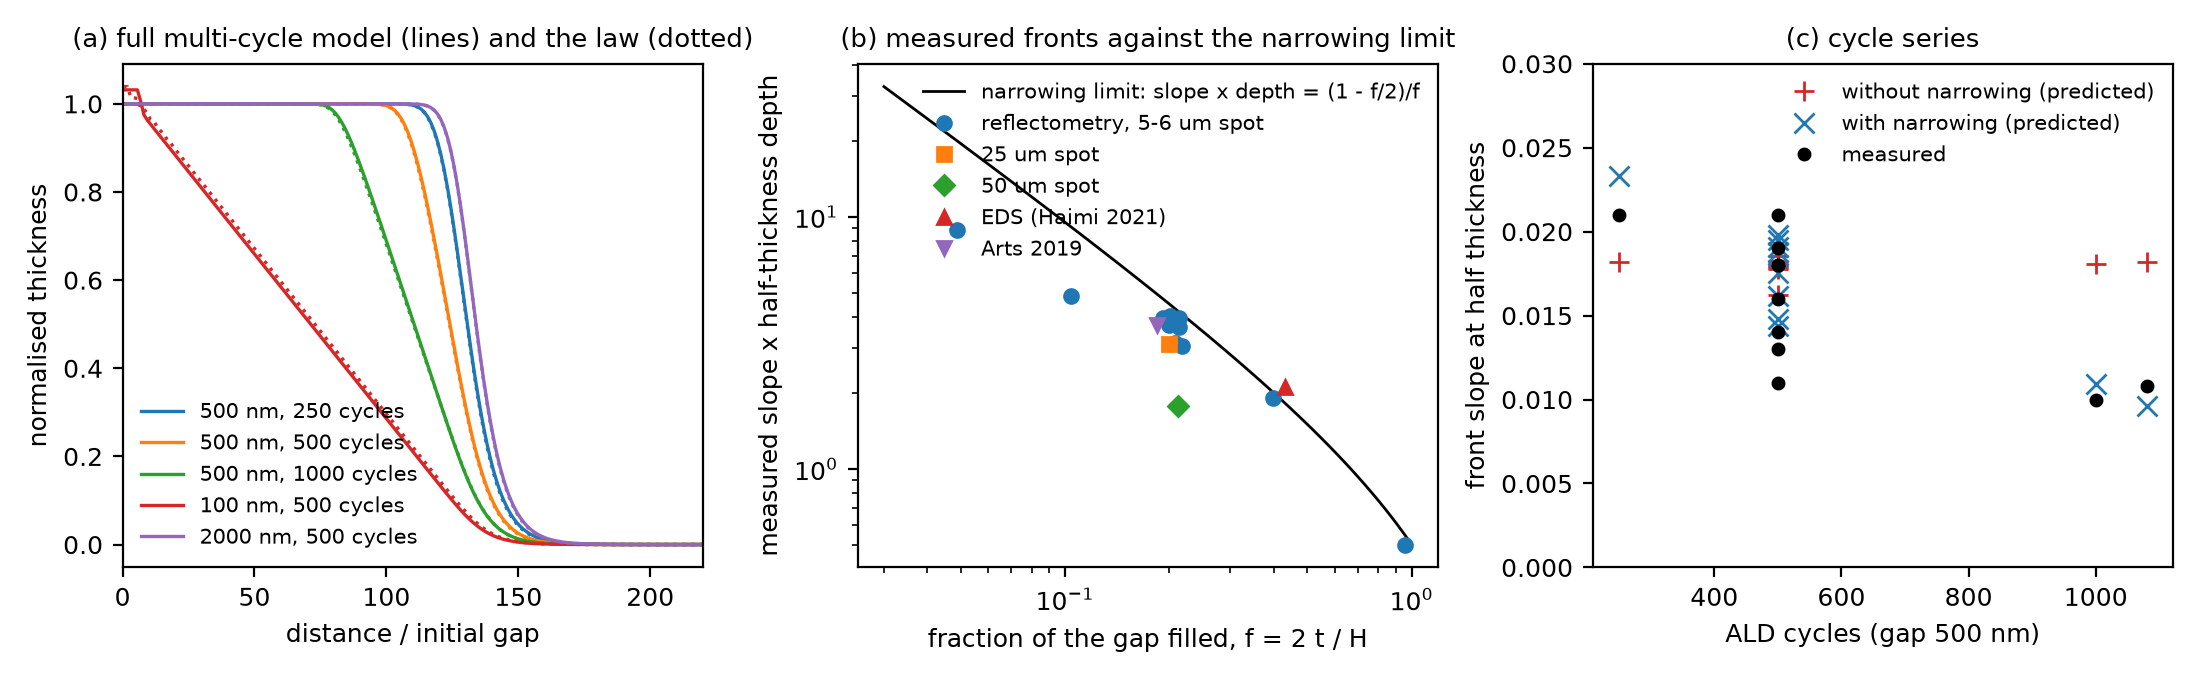 (a) full multi-cycle model (lines) and the law (dotted)
normalised thickness
1.0
0.8
0.6
0.4
0.2
0.0
500 nm, 250 cycles
500 nm, 500 cycles
500 nm, 1000 cycles
100 nm, 500 cycles
2000 nm, 500 cycles
0 50 100 150 200
distance / initial gap
(b) measured fronts against the narrowing limit
measured slope x half-thickness depth
10¹
10⁰
narrowing limit: slope x depth = (1 - f/2)/f
reflectometry, 5-6 um spot
25 um spot
50 um spot
EDS (Haimi 2021)
Arts 2019
10⁻¹ 10⁰
fraction of the gap filled, f = 2 t / H
(c) cycle series
front slope at half thickness
0.030
0.025
0.020
0.015
0.010
0.005
0.000
without narrowing (predicted)
with narrowing (predicted)
measured
400 600 800 1000
ALD cycles (gap 500 nm)